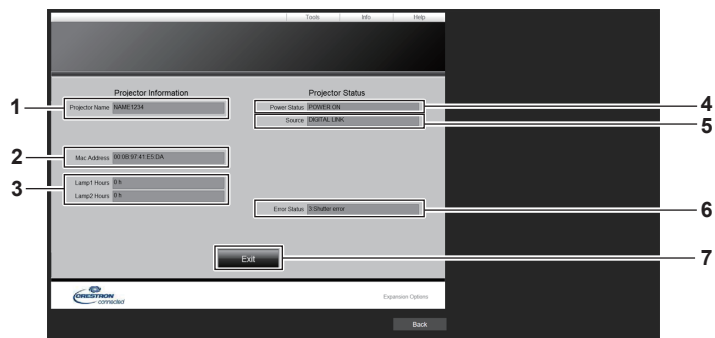 Tools Info Help
Projector Information Projector Status
1 Projector Name NAME1234 Power Status POWER ON 4
Source DIGITAL LINK 5
2 Mac Address 00:0B:97:41:E5:DA
3 Lamp1 Hours 0 h
Lamp2 Hours 0 h
Error Status 3:Shutter error 6
Exit 7
CRESTRON
connected Expansion Options
Back